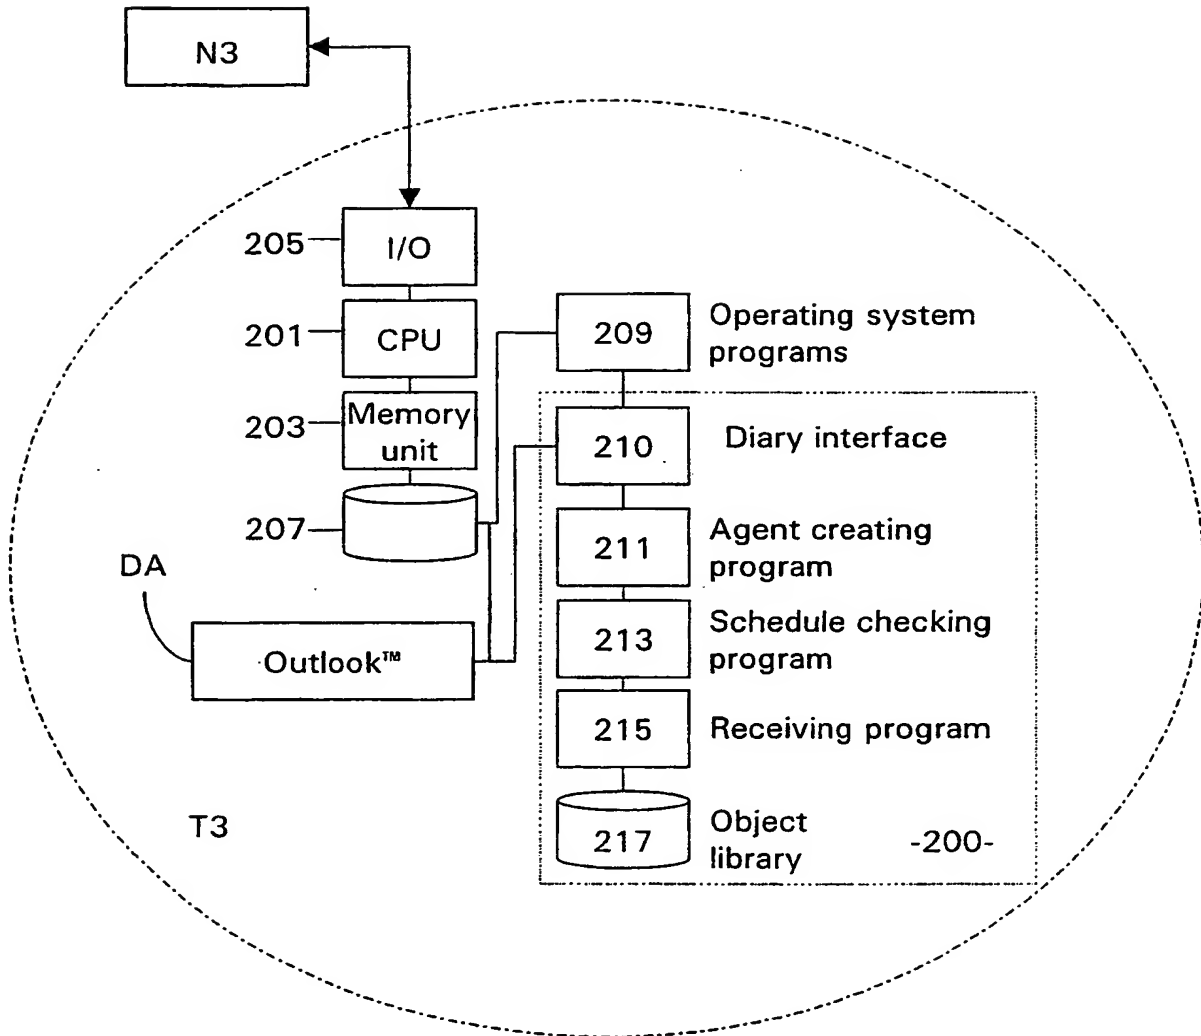 N3
205
I/O
201
CPU
203
Memory
unit
207
DA
Outlook™
T3
209
Operating system
programs
210
Diary interface
211
Agent creating
program
213
Schedule checking
program
215
Receiving program
217
Object
library
-200-